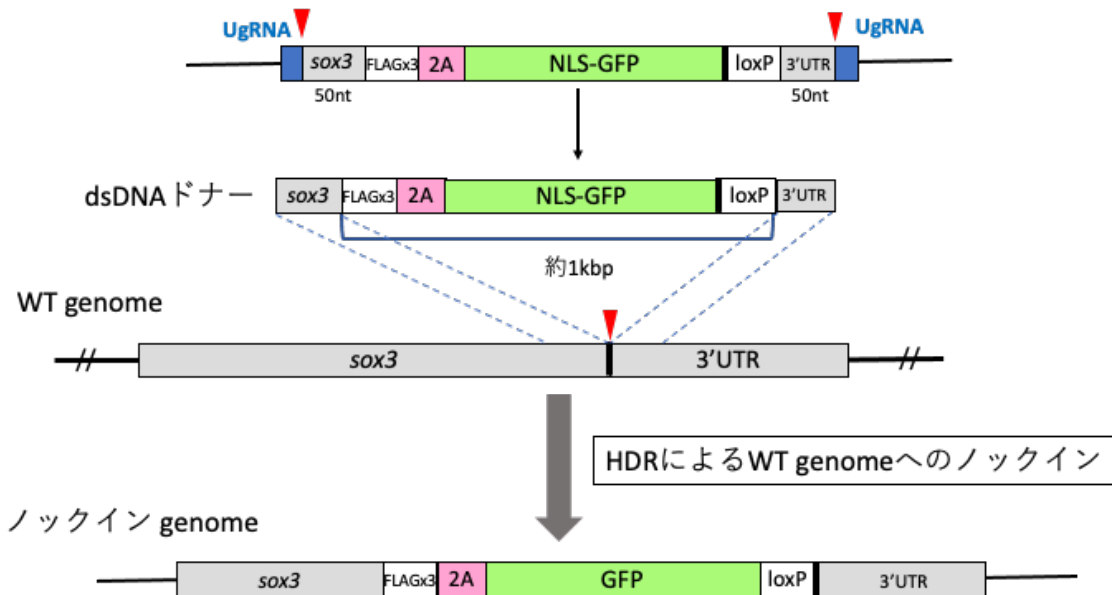 UgRNA UgRNA
sox3 FLAGx3 2A NLS-GFP loxP 3’UTR
50nt 50nt
dsDNAドナー sox3 FLAGx3 2A NLS-GFP loxP 3’UTR
約1kbp
WT genome
sox3 3’UTR
HDRによるWT genomeへのノックイン
ノックイン genome
sox3 FLAGx3 2A GFP loxP 3’UTR